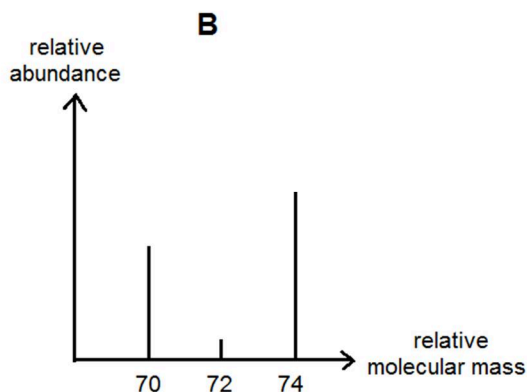 B
relative
abundance
70 72 74
relative
molecular mass